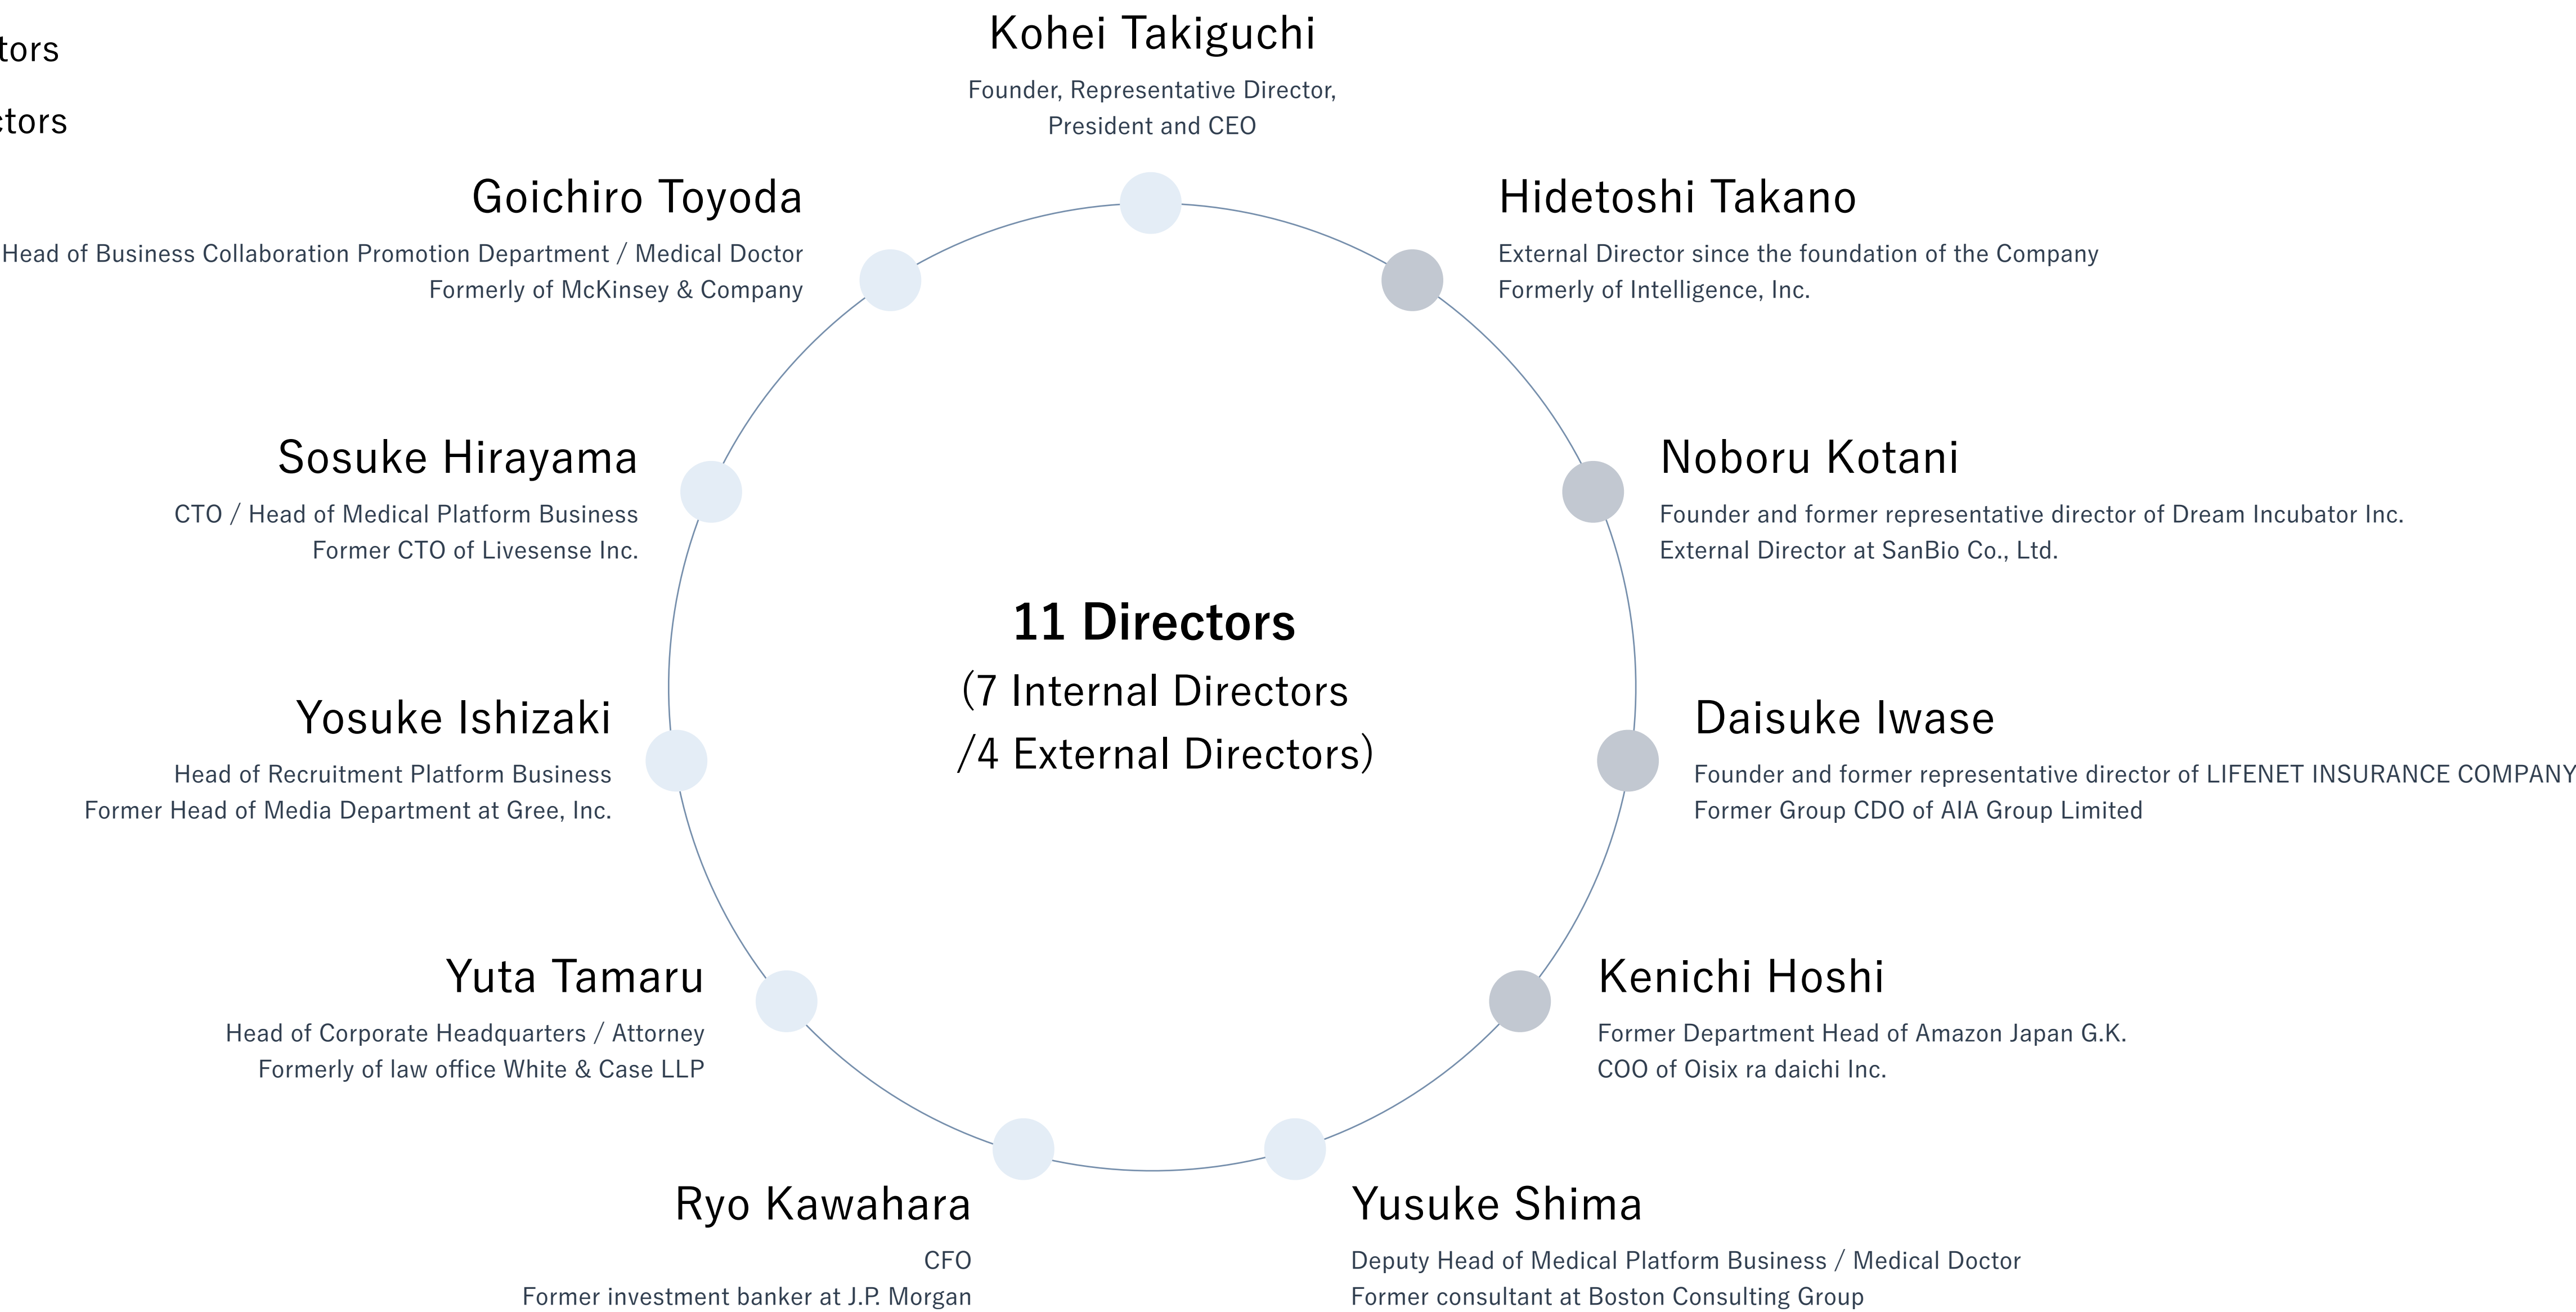 Kohei Takiguchi
Founder, Representative Director,
President and CEO
tors
ctors
Goichiro Toyoda
Head of Business Collaboration Promotion Department / Medical Doctor
Formerly of McKinsey & Company
Hidetoshi Takano
External Director since the foundation of the Company
Formerly of Intelligence, Inc.
Sosuke Hirayama
CTO / Head of Medical Platform Business
Former CTO of Livesense Inc.
Noboru Kotani
Founder and former representative director of Dream Incubator Inc.
External Director at SanBio Co., Ltd.
11 Directors
(7 Internal Directors
/4 External Directors)
Yosuke Ishizaki
Head of Recruitment Platform Business
Former Head of Media Department at Gree, Inc.
Daisuke Iwase
Founder and former representative director of LIFENET INSURANCE COMPANY
Former Group CDO of AIA Group Limited
Yuta Tamaru
Head of Corporate Headquarters / Attorney
Formerly of law office White & Case LLP
Kenichi Hoshi
Former Department Head of Amazon Japan G.K.
COO of Oisix ra daichi Inc.
Ryo Kawahara
CFO
Former investment banker at J.P. Morgan
Yusuke Shima
Deputy Head of Medical Platform Business / Medical Doctor
Former consultant at Boston Consulting Group